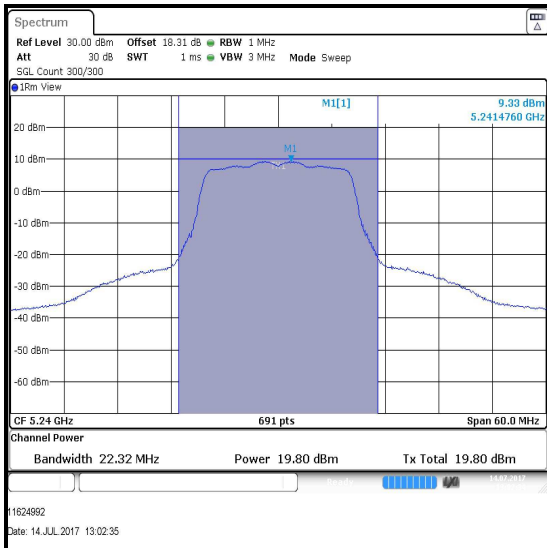 Spectrum
Ref Level 30.00 dBm Offset 18.31 dB RBW 1 MHz
Att 30 dB SWT 1 ms VBW 3 MHz Mode Sweep
SGL Count 300/300
1Rm View
M1[1] 9.33 dBm
5.2414760 GHz
20 dBm
M1
10 dBm
0 dBm
-10 dBm
-20 dBm
-30 dBm
-40 dBm
-50 dBm
-60 dBm
CF 5.24 GHz 691 pts Span 60.0 MHz
Channel Power
Bandwidth 22.32 MHz Power 19.80 dBm Tx Total 19.80 dBm
Ready 14.07.2017
11624992
Date: 14.JUL.2017 13:02:35